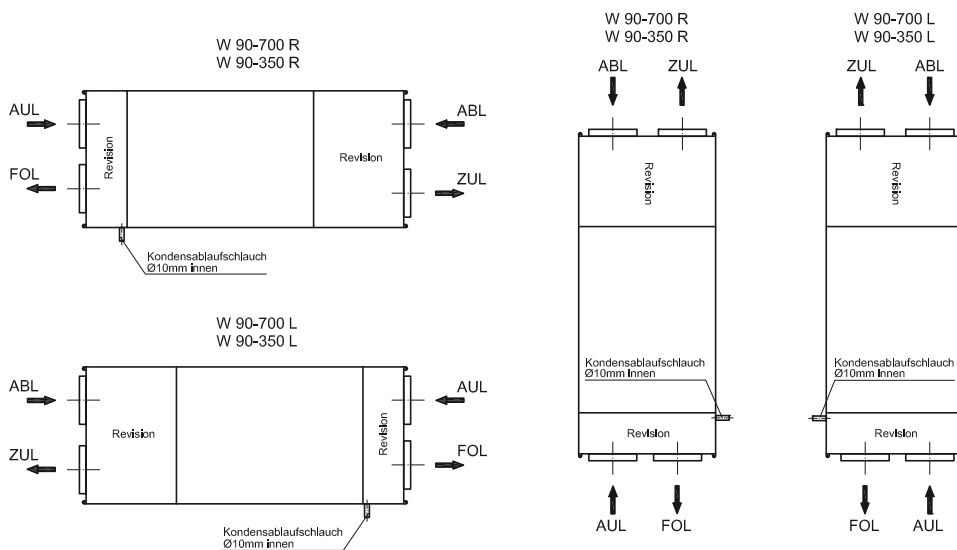 W 90-700 R
W 90-350 R
AUL
ABL
Revision
Revision
FOL
ZUL
Kondensablaufschlauch
Ø10mm innen
W 90-700 L
W 90-350 L
ABL
AUL
Revision
Revision
ZUL
FOL
Kondensablaufschlauch
Ø10mm innen
W 90-700 R
W 90-350 R
ABL ZUL
Revision
Kondensablaufschlauch
Ø10mm innen
Revision
AUL FOL
W 90-700 L
W 90-350 L
ZUL ABL
Revision
Kondensablaufschlauch
Ø10mm innen
Revision
FOL AUL